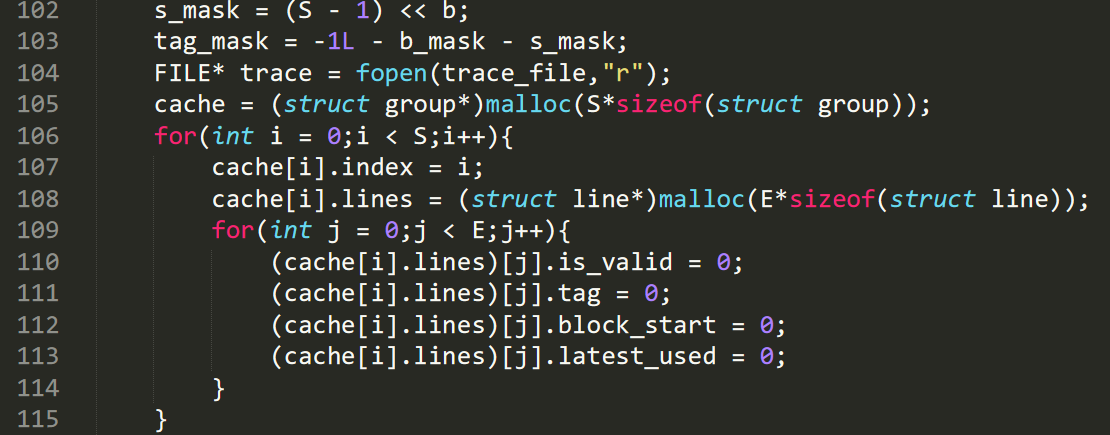 102 s_mask = (S - 1) << b;
103 tag_mask = -1L - b_mask - s_mask;
104 FILE* trace = fopen(trace_file,"r");
105 cache = (struct group*)malloc(S*sizeof(struct group));
106 for(int i = 0;i < S;i++){
107 cache[i].index = i;
108 cache[i].lines = (struct line*)malloc(E*sizeof(struct line));
109 for(int j = 0;j < E;j++){
110 (cache[i].lines)[j].is_valid = 0;
111 (cache[i].lines)[j].tag = 0;
112 (cache[i].lines)[j].block_start = 0;
113 (cache[i].lines)[j].latest_used = 0;
114 }
115 }